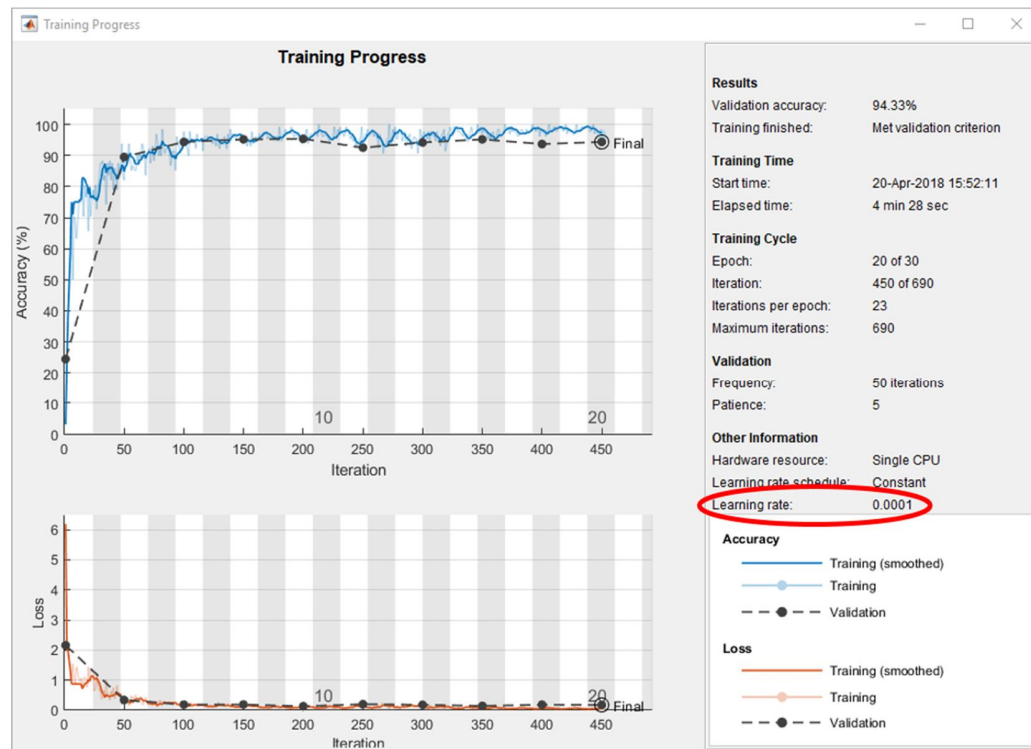 Training Progress
Training Progress
Accuracy (%)
100
90
80
70
60
50
40
30
20
10
0
10
20
Final
0 50 100 150 200 250 300 350 400 450
Iteration
Loss
6
5
4
3
2
1
0
10
20
Final
0 50 100 150 200 250 300 350 400 450
Iteration
Results
Validation accuracy: 94.33%
Training finished: Met validation criterion
Training Time
Start time: 20-Apr-2018 15:52:11
Elapsed time: 4 min 28 sec
Training Cycle
Epoch: 20 of 30
Iteration: 450 of 690
Iterations per epoch: 23
Maximum iterations: 690
Validation
Frequency: 50 iterations
Patience: 5
Other Information
Hardware resource: Single CPU
Learning rate schedule: Constant
Learning rate: 0.0001
Accuracy
Training (smoothed)
Training
Validation
Loss
Training (smoothed)
Training
Validation